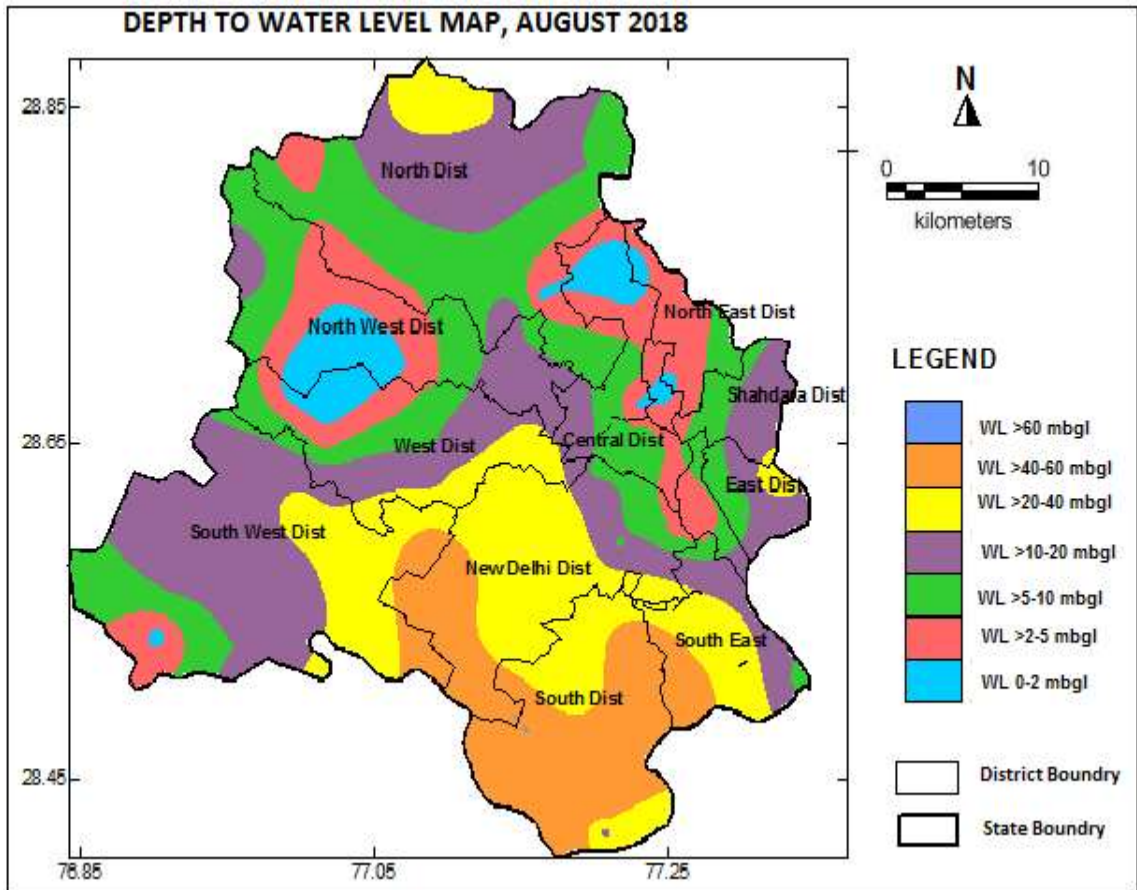 DEPTH TO WATER LEVEL MAP, AUGUST 2018
28.85
28.65
28.45
76.85
77.05
77.25
North Dist
North West Dist
North East Dist
Shahdara Dist
West Dist
Central Dist
East Dist
South West Dist
New Delhi Dist
South East
South Dist
N
0
10
kilometers
LEGEND
WL >60 mbgl
WL >40-60 mbgl
WL >20-40 mbgl
WL >10-20 mbgl
WL >5-10 mbgl
WL >2-5 mbgl
WL 0-2 mbgl
District Boundry
State Boundry